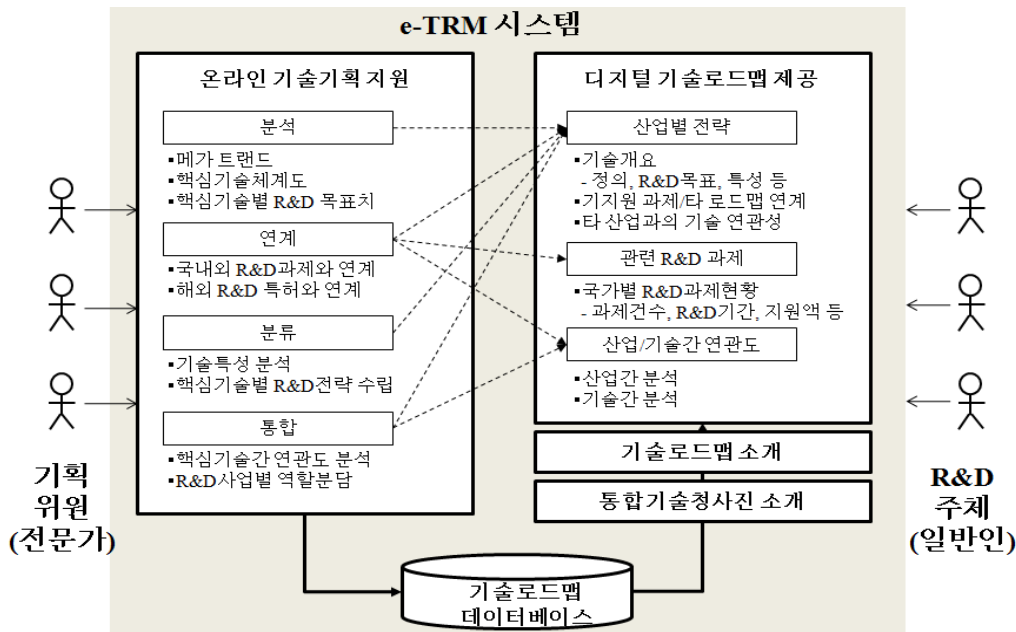 e-TRM 시스템
온라인 기술기획 지원
분석
▪메가 트랜드
▪핵심기술체계도
▪핵심기술별 R&D 목표치
연계
▪국내외 R&D과제와 연계
▪해외 R&D 특허와 연계
분류
▪기술특성 분석
▪핵심기술별 R&D전략 수립
통합
▪핵심기술간 연관도 분석
▪R&D사업별 역할분담
디지털 기술로드맵 제공
산업별 전략
▪기술개요
- 정의, R&D목표, 특성 등
▪기지원 과제/타 로드맵 연계
▪타 산업과의 기술 연관성
관련 R&D 과제
▪국가별 R&D과제현황
- 과제건수, R&D기간, 지원액 등
산업/기술간 연관도
▪산업간 분석
▪기술간 분석
기술로드맵 소개
통합기술청사진 소개
기술로드맵
데이터베이스
기획
위원
(전문가)
R&D
주체
(일반인)